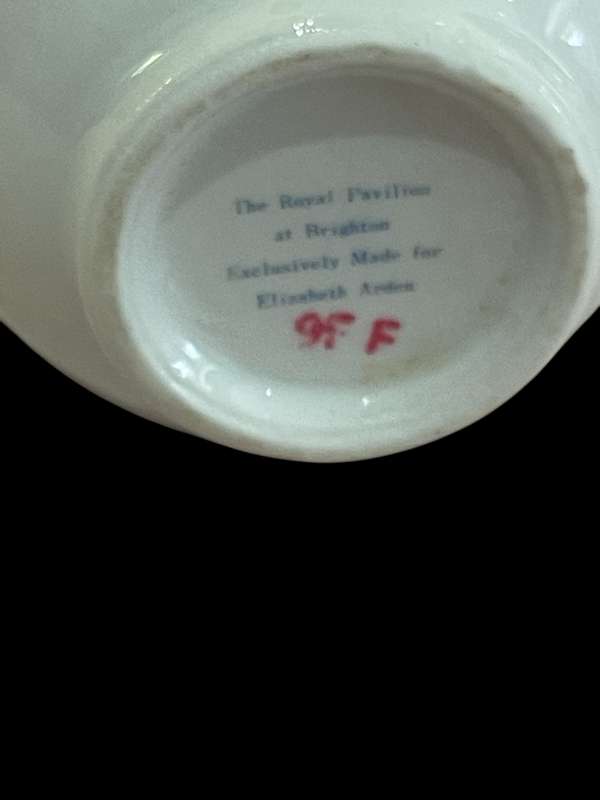 The Royal Pavilion
at Brighton
Exclusively Made for
Elizabeth Arden
9F F